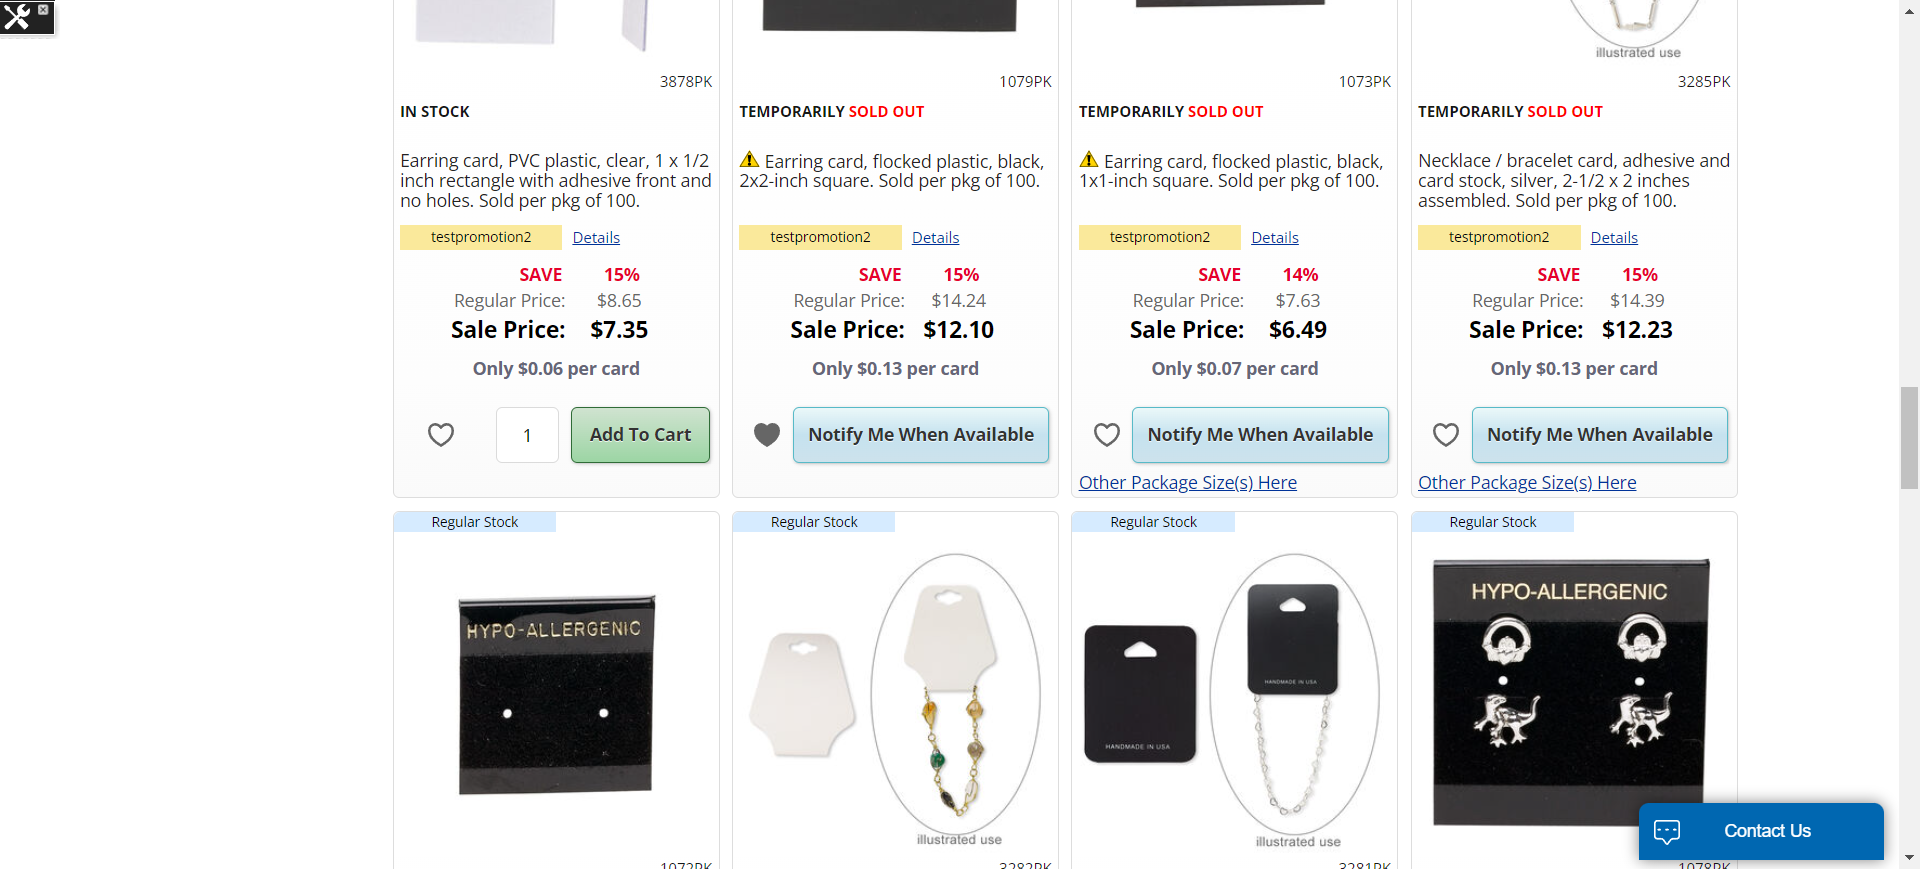 illustrated use
3878PK
1079PK
1073PK
3285PK
IN STOCK
TEMPORARILY SOLD OUT
TEMPORARILY SOLD OUT
TEMPORARILY SOLD OUT
Earring card, PVC plastic, clear, 1 x 1/2
inch rectangle with adhesive front and
no holes. Sold per pkg of 100.
Earring card, flocked plastic, black,
2x2-inch square. Sold per pkg of 100.
Earring card, flocked plastic, black,
1x1-inch square. Sold per pkg of 100.
Necklace / bracelet card, adhesive and
card stock, silver, 2-1/2 x 2 inches
assembled. Sold per pkg of 100.
testpromotion2 Details
testpromotion2 Details
testpromotion2 Details
testpromotion2 Details
SAVE 15%
Regular Price: $8.65
Sale Price: $7.35
Only $0.06 per card
SAVE 15%
Regular Price: $14.24
Sale Price: $12.10
Only $0.13 per card
SAVE 14%
Regular Price: $7.63
Sale Price: $6.49
Only $0.07 per card
SAVE 15%
Regular Price: $14.39
Sale Price: $12.23
Only $0.13 per card
1 Add To Cart
Notify Me When Available
Notify Me When Available
Notify Me When Available
Other Package Size(s) Here
Other Package Size(s) Here
Regular Stock
Regular Stock
Regular Stock
Regular Stock
HYPO-ALLERGENIC
illustrated use
HANDMADE IN USA
HANDMADE IN USA
illustrated use
HYPO-ALLERGENIC
1072PK
3282PK
3281PK
1078PK
Contact Us